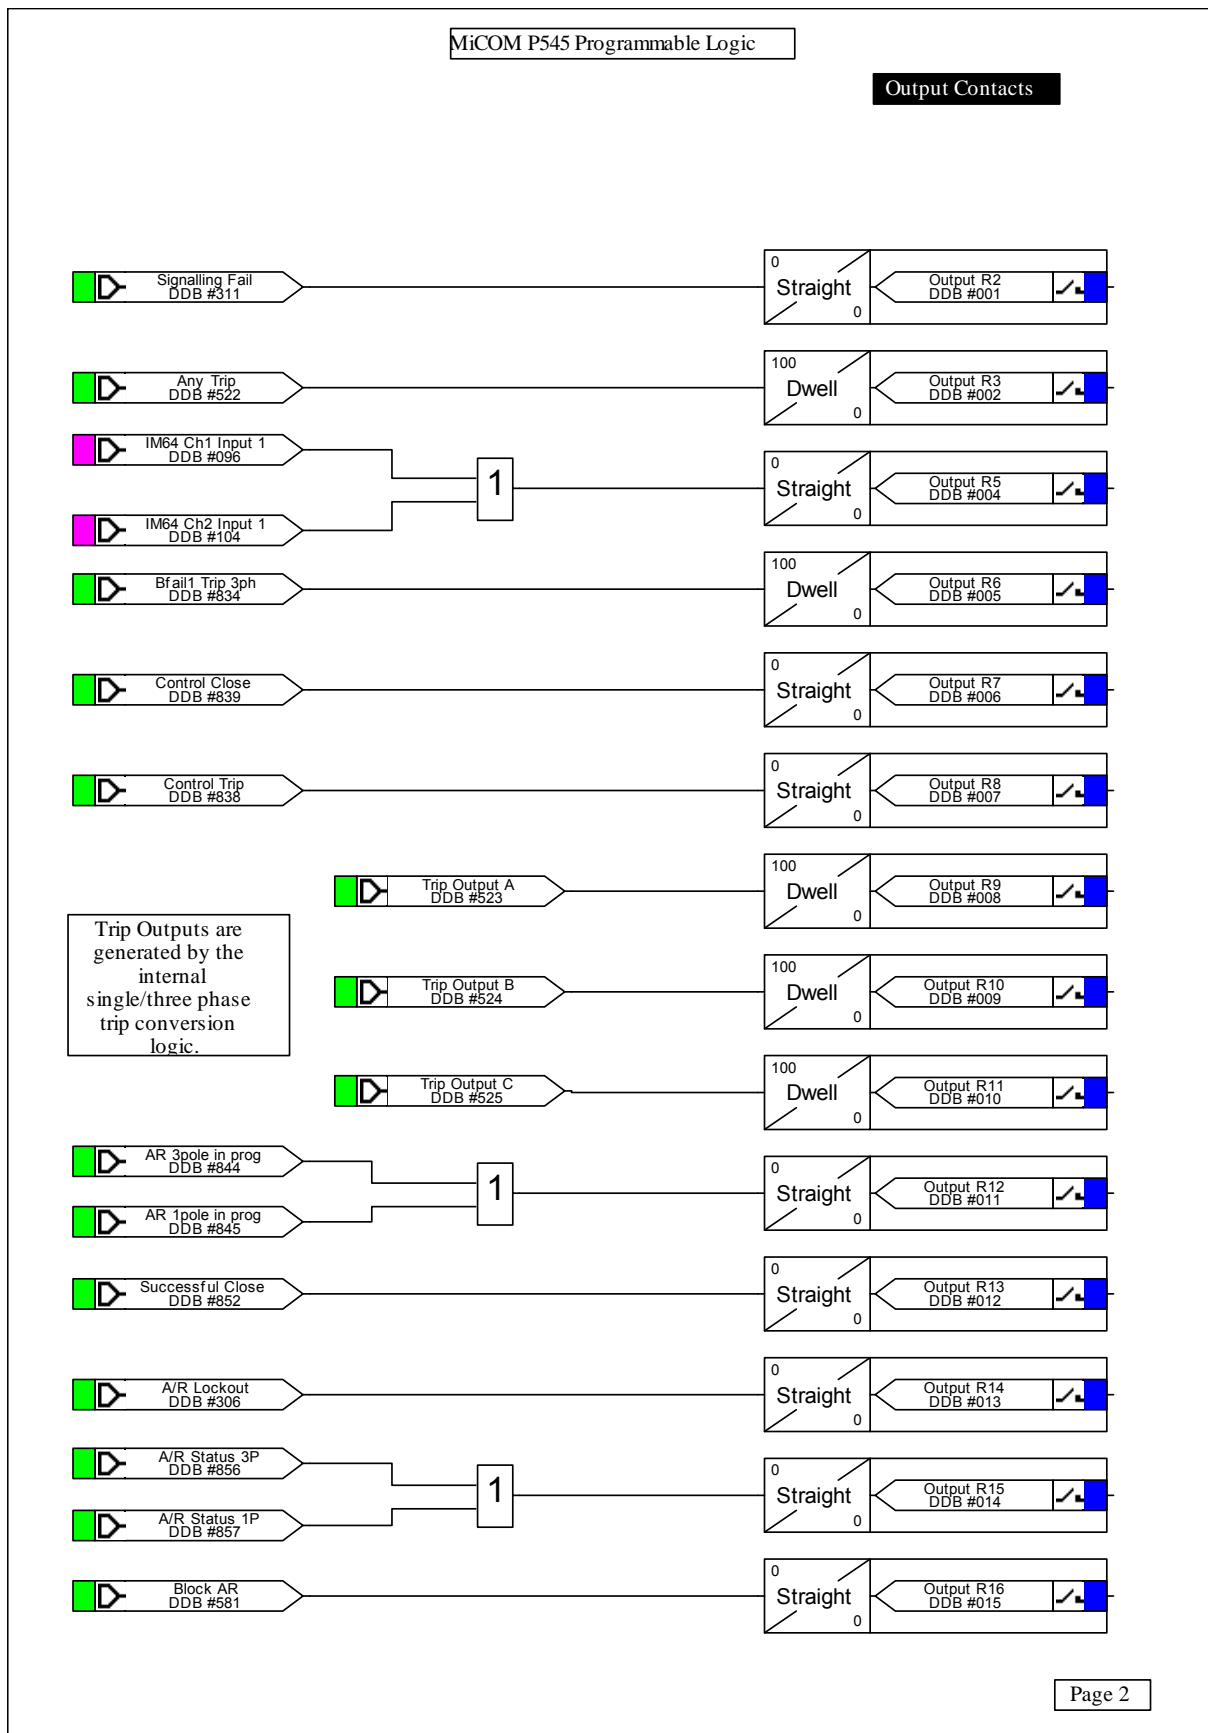 MiCOM P545 Programmable Logic
Output Contacts
Signalling Fail
DDB #311
0
Straight
0
Output R2
DDB #001
Any Trip
DDB #522
100
Dwell
0
Output R3
DDB #002
IM64 Ch1 Input 1
DDB #096
IM64 Ch2 Input 1
DDB #104
1
0
Straight
0
Output R5
DDB #004
Bfail1 Trip 3ph
DDB #834
100
Dwell
0
Output R6
DDB #005
Control Close
DDB #839
0
Straight
0
Output R7
DDB #006
Control Trip
DDB #838
0
Straight
0
Output R8
DDB #007
Trip Output A
DDB #523
100
Dwell
0
Output R9
DDB #008
Trip Outputs are
generated by the
internal
single/three phase
trip conversion
logic.
Trip Output B
DDB #524
100
Dwell
0
Output R10
DDB #009
Trip Output C
DDB #525
100
Dwell
0
Output R11
DDB #010
AR 3pole in prog
DDB #844
AR 1pole in prog
DDB #845
1
0
Straight
0
Output R12
DDB #011
Successful Close
DDB #852
0
Straight
0
Output R13
DDB #012
A/R Lockout
DDB #306
0
Straight
0
Output R14
DDB #013
A/R Status 3P
DDB #856
A/R Status 1P
DDB #857
1
0
Straight
0
Output R15
DDB #014
Block AR
DDB #581
0
Straight
0
Output R16
DDB #015
Page 2